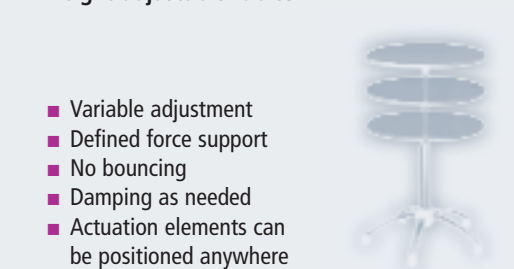 ■ Variable adjustment
■ Defined force support
■ No bouncing
■ Damping as needed
■ Actuation elements can
be positioned anywhere